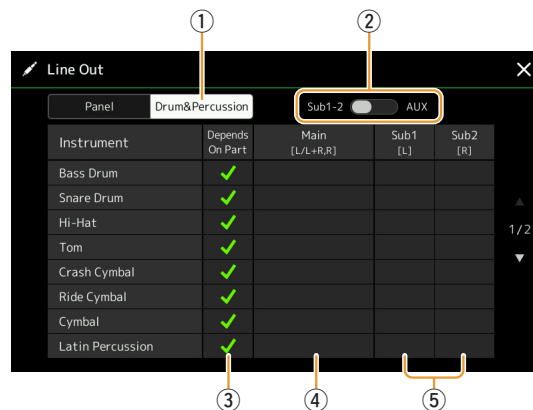 ① ②
Line Out ×
Panel Drum&Percussion Sub1-2 AUX
Instrument Depends On Part Main [L/L+R,R] Sub1 [L] Sub2 [R]
Bass Drum ✓
Snare Drum ✓
Hi-Hat ✓
1/2
Tom ✓
Crash Cymbal ✓
Ride Cymbal ✓
Cymbal ✓
Latin Percussion ✓
③ ④ ⑤